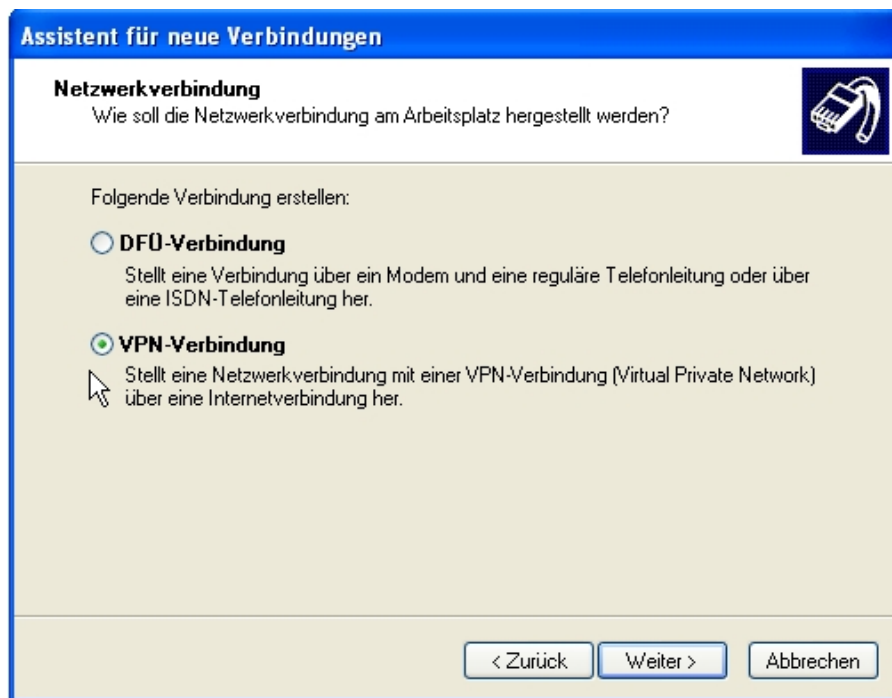 Assistent für neue Verbindungen
Netzwerkverbindung
Wie soll die Netzwerkverbindung am Arbeitsplatz hergestellt werden?
Folgende Verbindung erstellen:
DFÜ-Verbindung
Stellt eine Verbindung über ein Modem und eine reguläre Telefonleitung oder über
eine ISDN-Telefonleitung her.
VPN-Verbindung
Stellt eine Netzwerkverbindung mit einer VPN-Verbindung (Virtual Private Network)
über eine Internetverbindung her.
< Zurück Weiter > Abbrechen